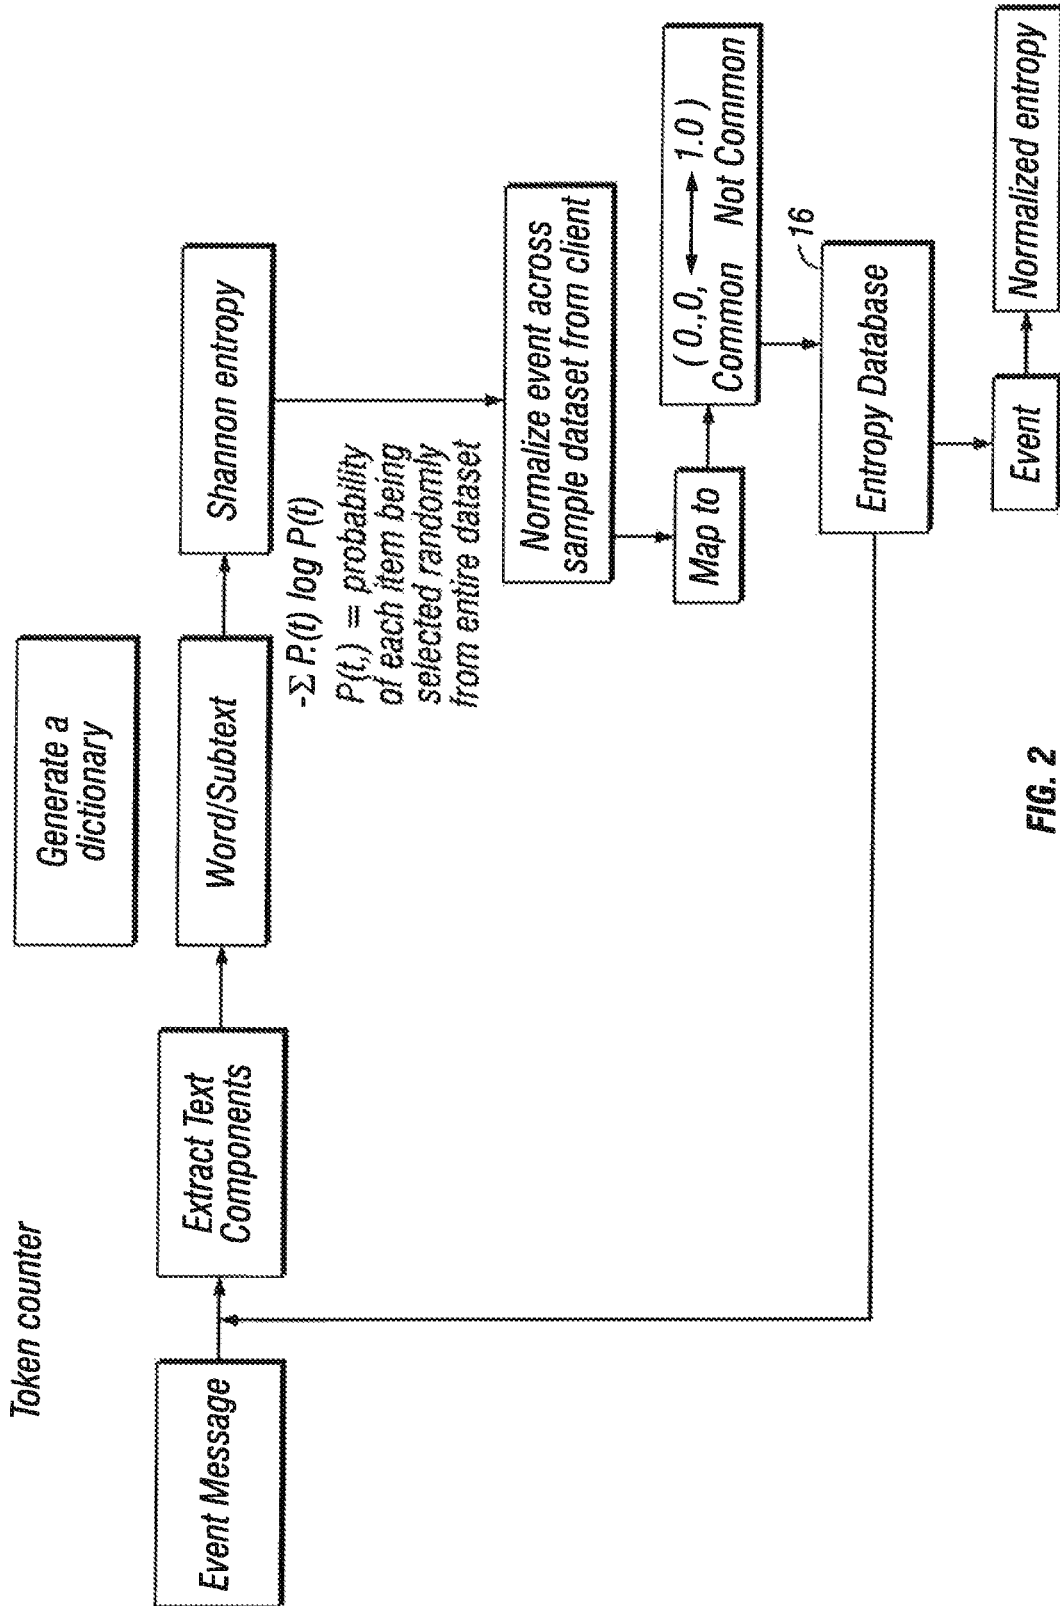 Token counter
Generate a
dictionary
Event Message
Extract Text
Components
Word/Subtext
Shannon entropy
-Σ P.(t) log P(t)
P(t,) = probability
of each item being
selected randomly
from entire dataset
Normalize event across
sample dataset from client
Map to
( 0.,0, ⟷ 1.0 )
Common Not Common
16
Entropy Database
Event
Normalized entropy
FIG. 2